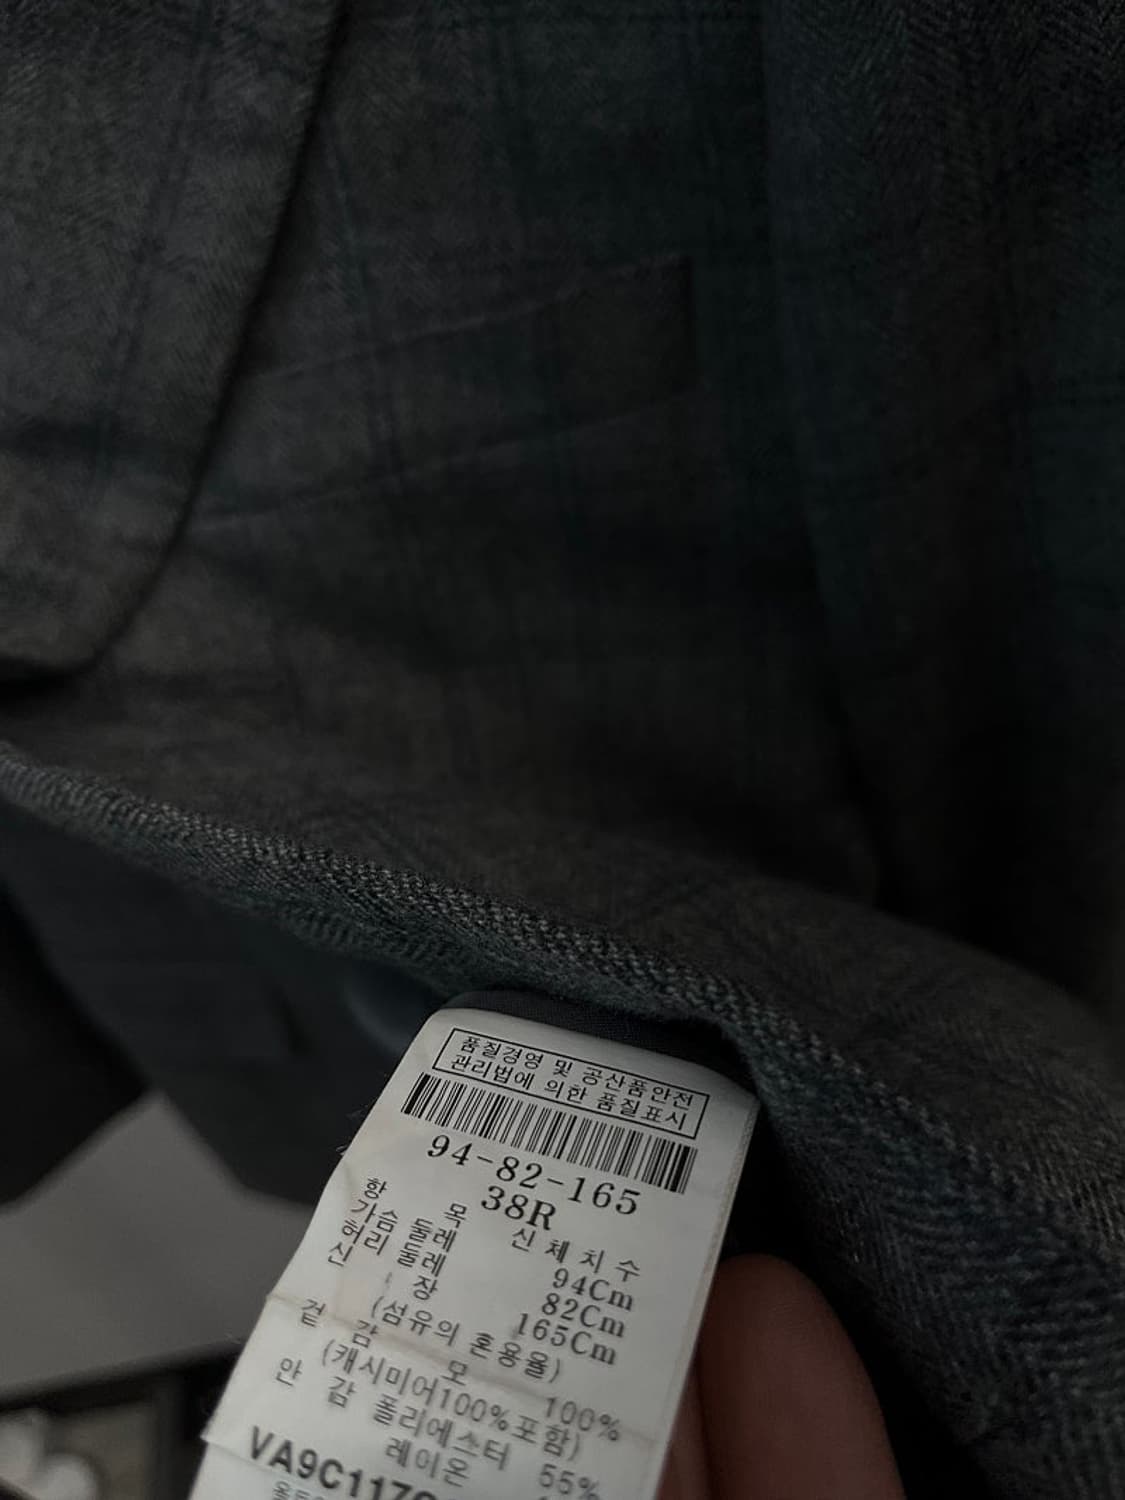 품질경영 및 공산품안전
관리법에 의한 품질표시
94-82-165
38R
항 목 신체치수
가슴 둘레 94Cm
허리 둘레 82Cm
신 장 165Cm
(섬유의 혼용율)
겉 감 모 100%
(캐시미어100%포함)
안 감 폴리에스터 55%
레이온
VA9C117